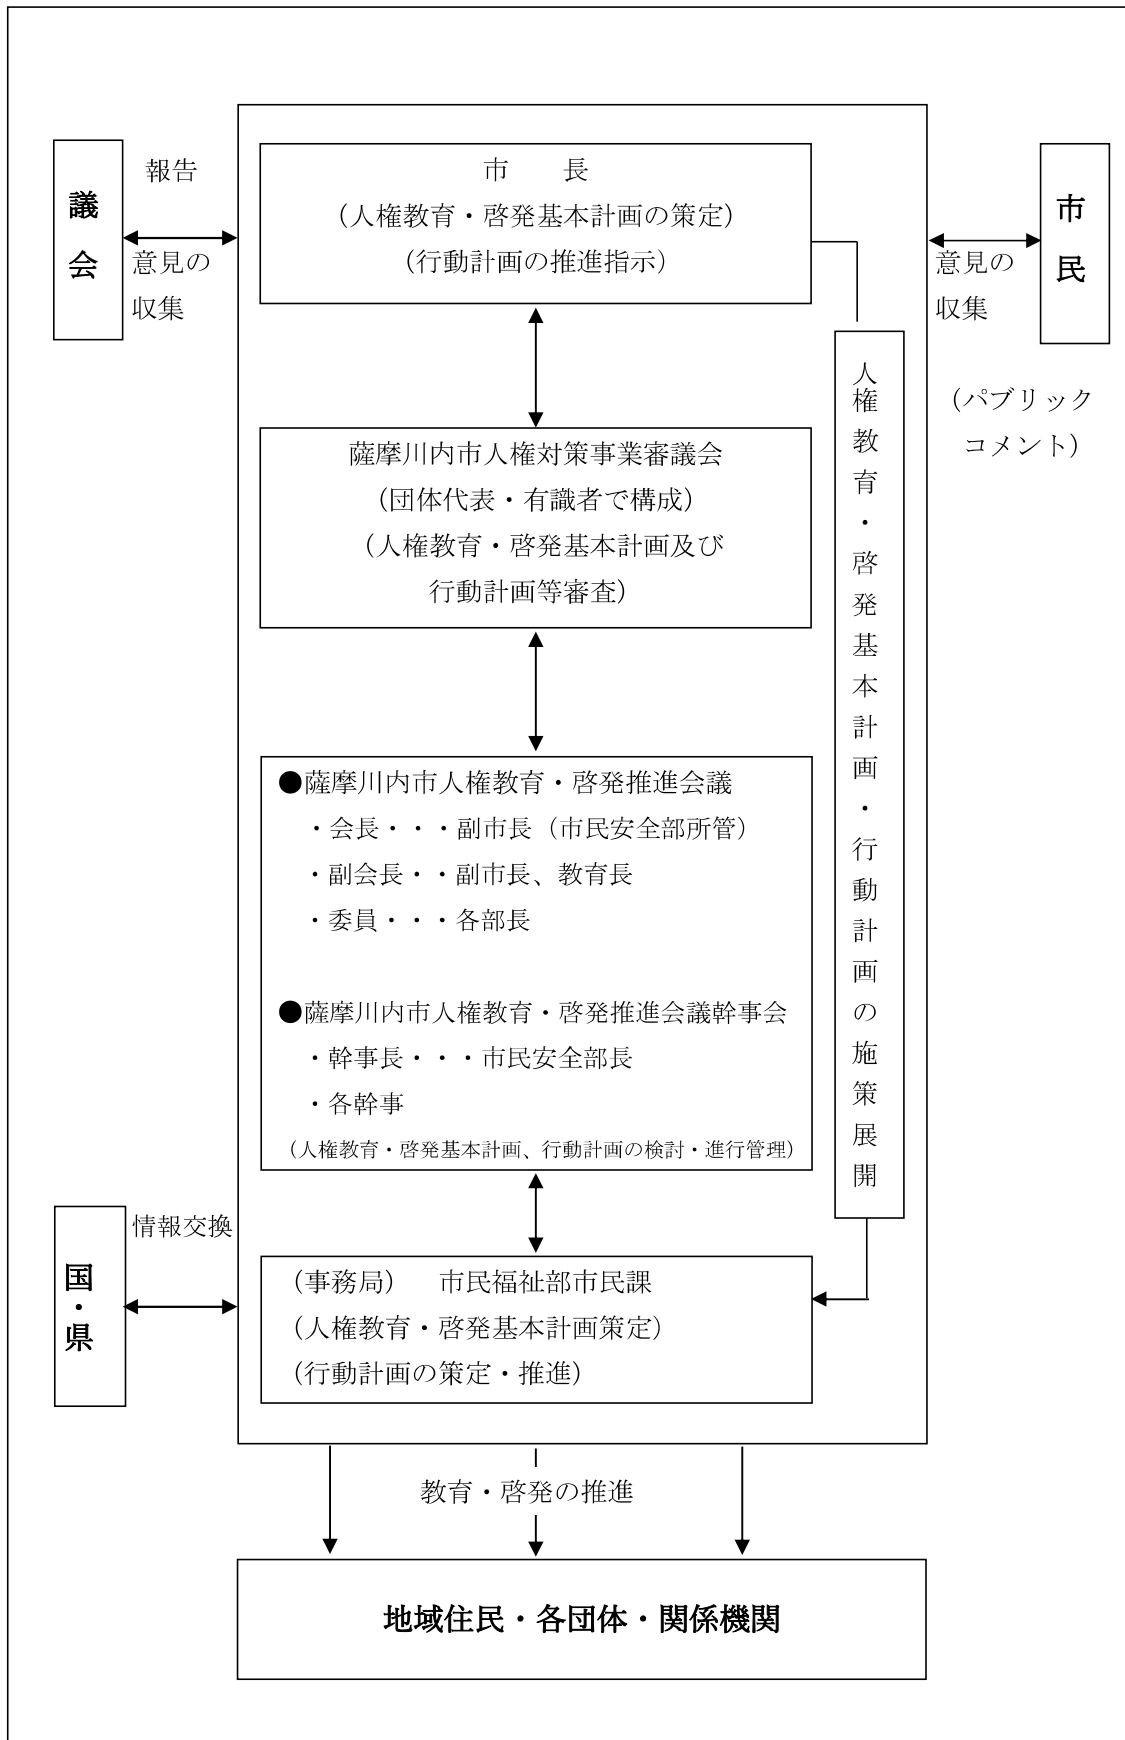 議会
報告
意見の
収集
市　　長
(人権教育・啓発基本計画の策定)
(行動計画の推進指示)
意見の
収集
市民
(パブリック
コメント)
薩摩川内市人権対策事業審議会
(団体代表・有識者で構成)
(人権教育・啓発基本計画及び
行動計画等審査)
人権教育・啓発基本計画・行動計画の施策展開
●薩摩川内市人権教育・啓発推進会議
・会長・・・副市長（市民安全部所管）
・副会長・・副市長、教育長
・委員・・・各部長
●薩摩川内市人権教育・啓発推進会議幹事会
・幹事長・・・市民安全部長
・各幹事
(人権教育・啓発基本計画、行動計画の検討・進行管理)
国・県
情報交換
(事務局)　市民福祉部市民課
(人権教育・啓発基本計画策定)
(行動計画の策定・推進)
教育・啓発の推進
地域住民・各団体・関係機関